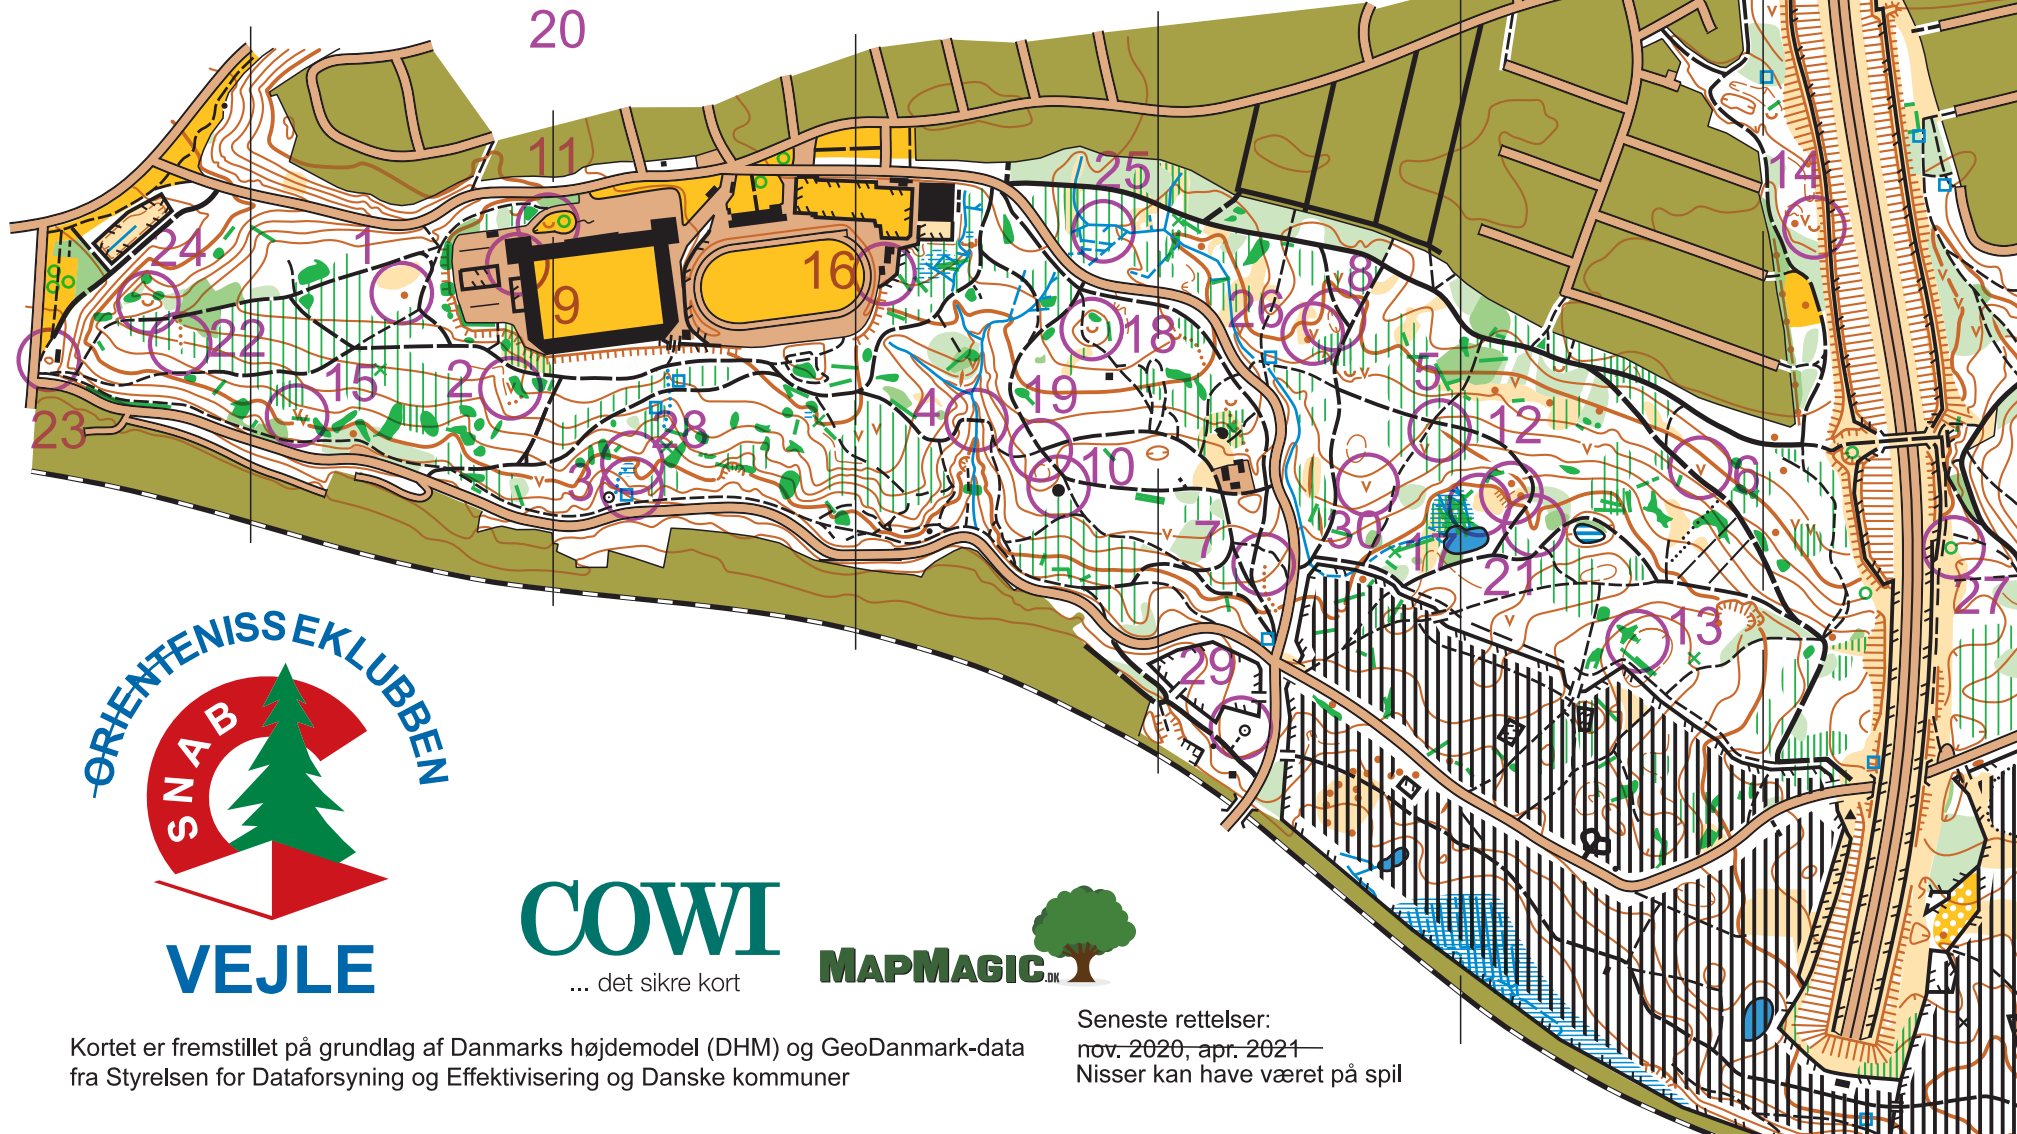 20
11
25
14
24
1
16
9
8
26
18
22
15
2
5
19
4
12
23
28
10
6
3
7
30
17
21
27
13
29
ORIENTENISSEKLUBBEN
SNAB
VEJLE
COWI
... det sikre kort
MAPMAGIC.DK
Seneste rettelser:
nov. 2020, apr. 2021
Nisser kan have været på spil
Kortet er fremstillet på grundlag af Danmarks højdemodel (DHM) og GeoDanmark-data
fra Styrelsen for Dataforsyning og Effektivisering og Danske kommuner